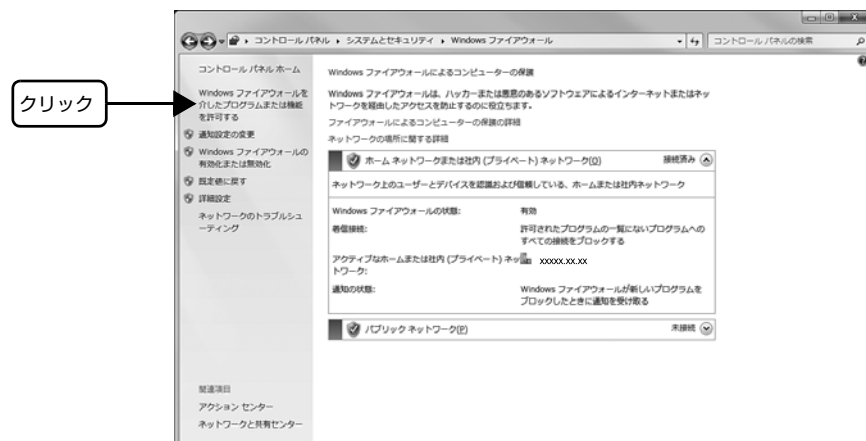 コントロール パネル ▸ システムとセキュリティ ▸ Windows ファイアウォール
コントロール パネルの検索
クリック
コントロール パネル ホーム
Windows ファイアウォールを
介したプログラムまたは機能
を許可する
通知設定の変更
Windows ファイアウォールの
有効化または無効化
既定値に戻す
詳細設定
ネットワークのトラブルシュ
ーティング
関連項目
アクション センター
ネットワークと共有センター
Windows ファイアウォールによるコンピューターの保護
Windows ファイアウォールは、ハッカーまたは悪意のあるソフトウェアによるインターネットまたはネッ
トワークを経由したアクセスを防止するのに役立ちます。
ファイアウォールによるコンピューターの保護の詳細
ネットワークの場所に関する詳細
ホーム ネットワークまたは社内 (プライベート) ネットワーク(O) 接続済み
ネットワーク上のユーザーとデバイスを認識および信頼している、ホームまたは社内ネットワーク
Windows ファイアウォールの状態: 有効
着信接続: 許可されたプログラムの一覧にないプログラムへの
すべての接続をブロックする
アクティブなホームまたは社内 (プライベート) ネッ xxxxx.xx.xx
トワーク:
通知の状態: Windows ファイアウォールが新しいプログラムを
ブロックしたときに通知を受け取る
パブリック ネットワーク(P) 未接続